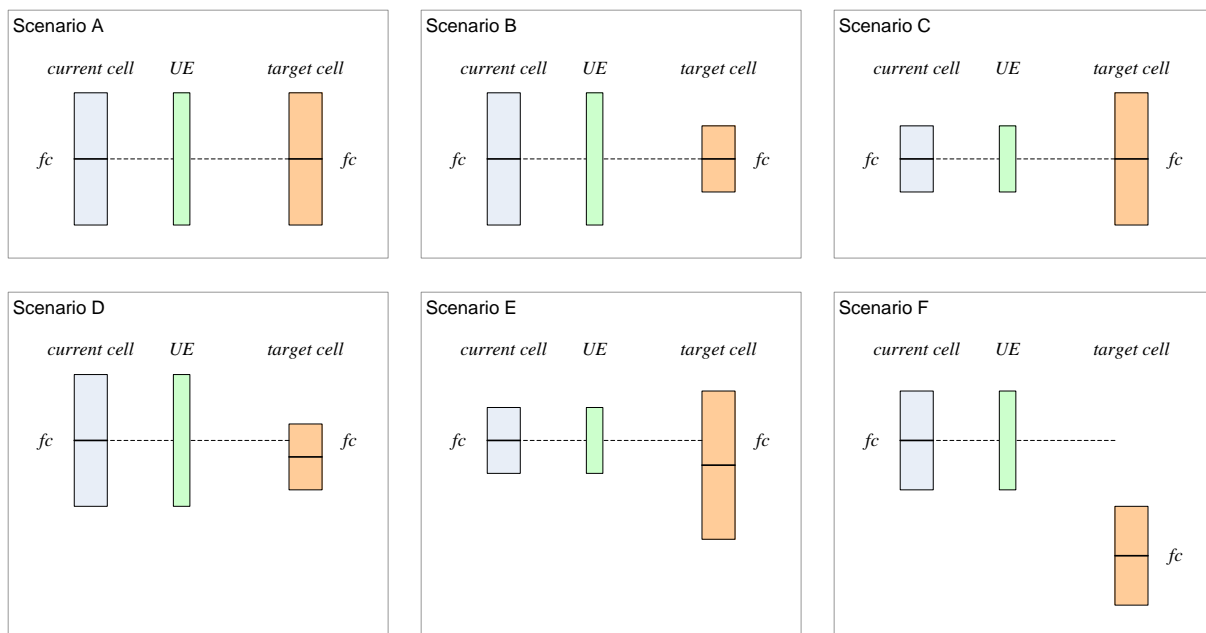 Scenario A
current cell UE target cell
fc fc
Scenario B
current cell UE target cell
fc fc
Scenario C
current cell UE target cell
fc fc
Scenario D
current cell UE target cell
fc fc
Scenario E
current cell UE target cell
fc fc
Scenario F
current cell UE target cell
fc
fc